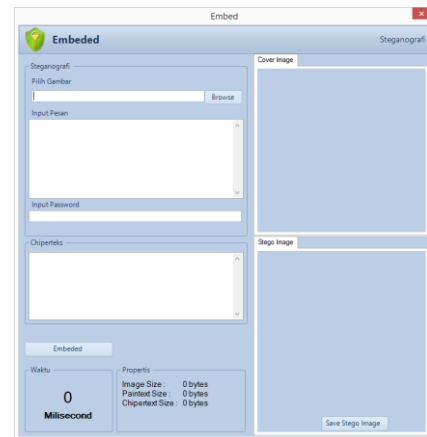 Embed
x
Embeded
Steganografi
Steganografi
Pilih Gambar
Browse
Input Pesan
Input Password
Chiperteks
Embeded
Waktu
0
Milisecond
Propertis
Image Size : 0 bytes
Paintext Size : 0 bytes
Chipertext Size : 0 bytes
Cover Image
Stego Image
Save Stego Image